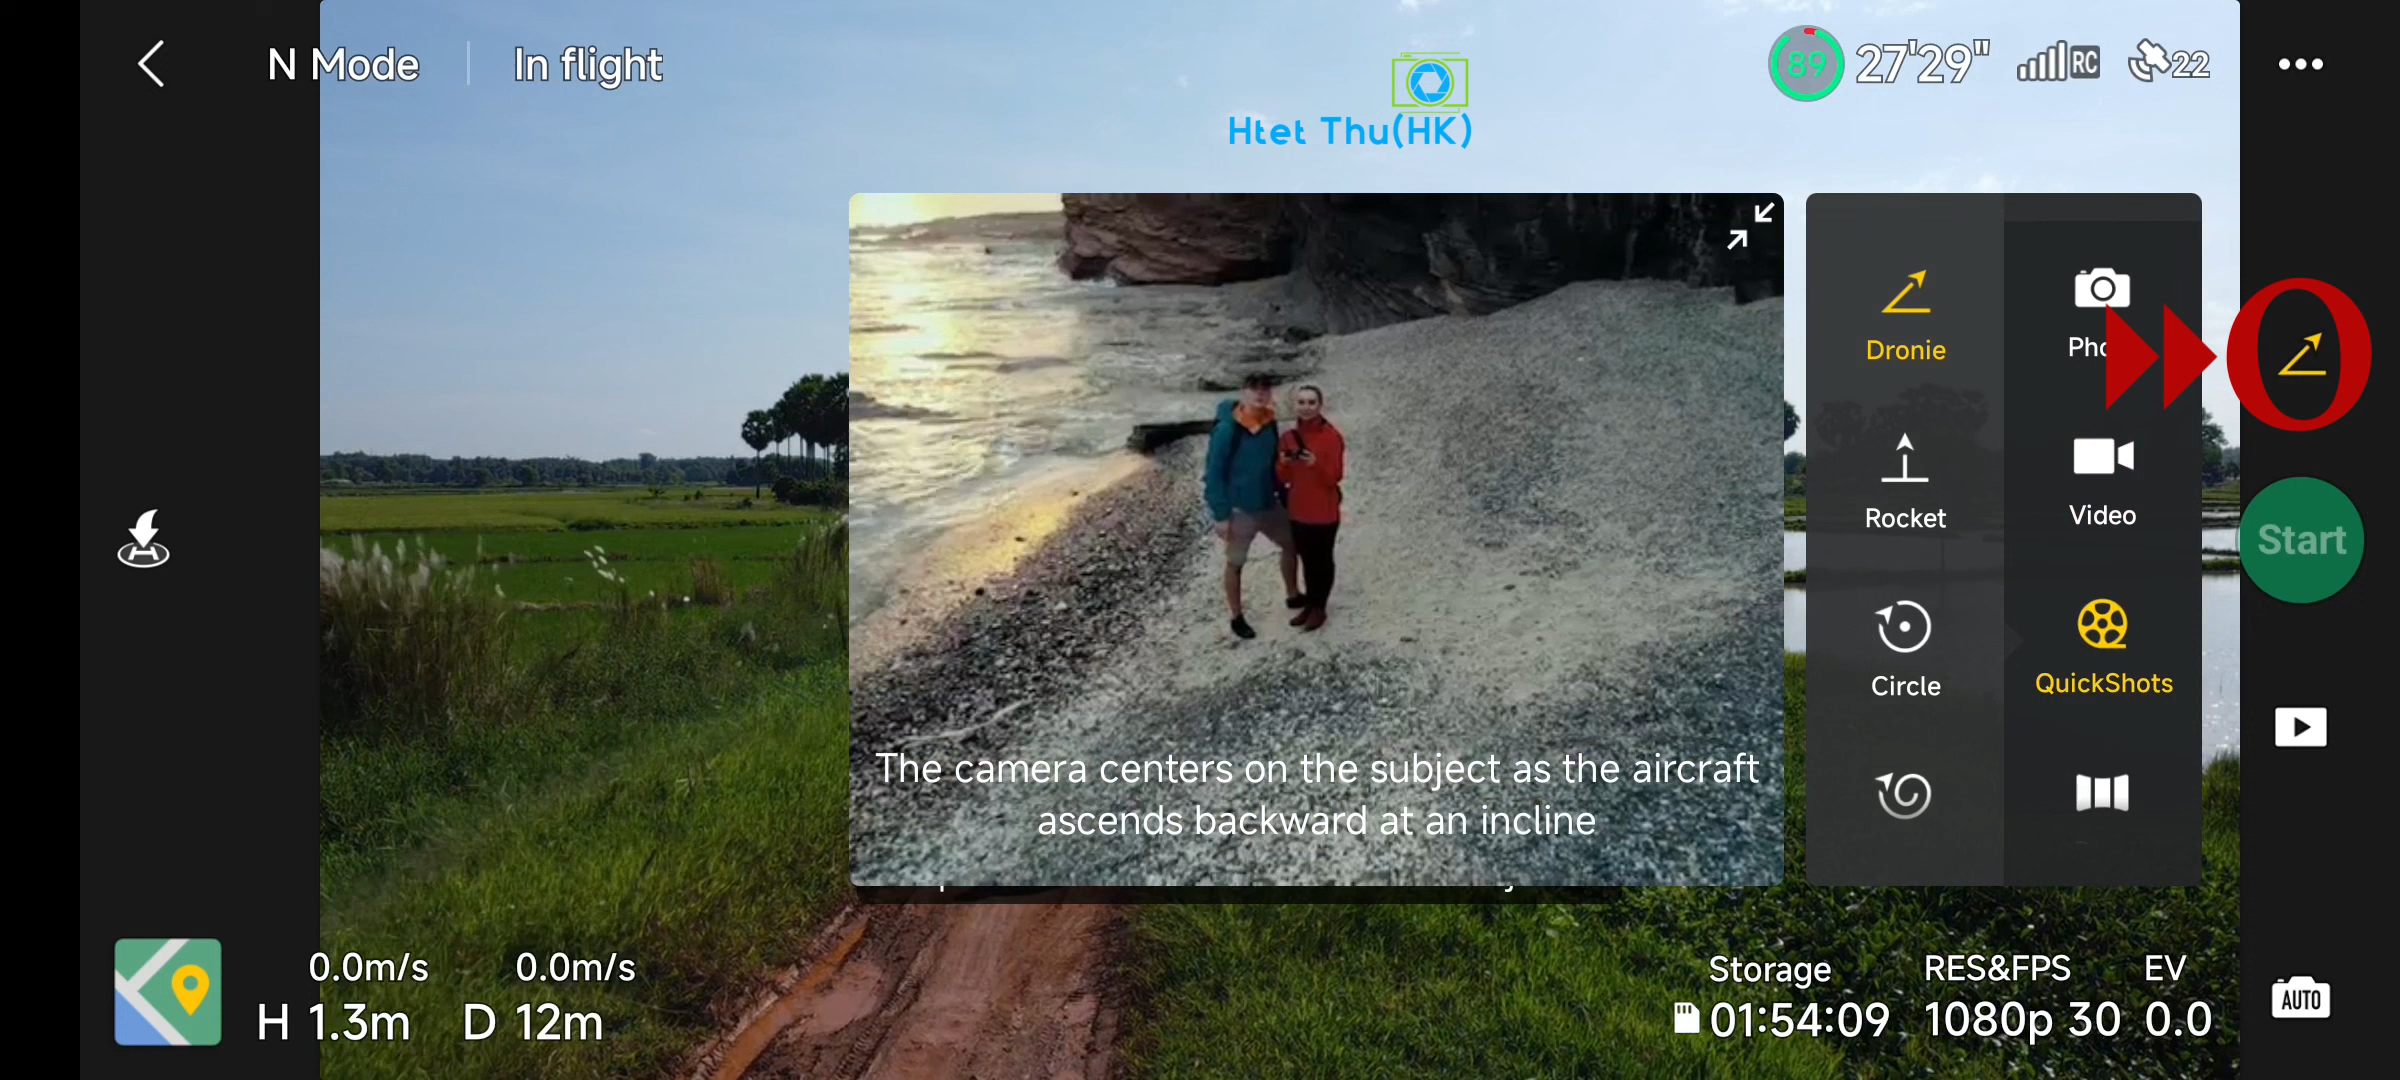 N Mode
In flight
Htet Thu(HK)
89
27'29"
RC
22
Dronie
Rocket
Circle
Video
QuickShots
Start
The camera centers on the subject as the aircraft
ascends backward at an incline
0.0m/s
0.0m/s
H 1.3m
D 12m
Storage
01:54:09
RES&FPS
1080p 30
EV
0.0
AUTO